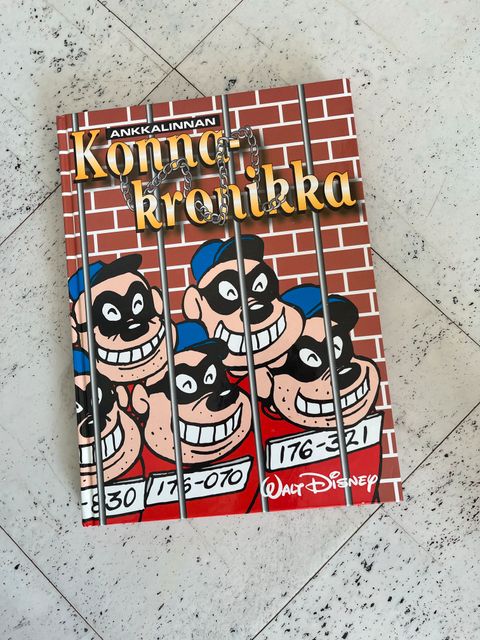 ANKKALINNAN
Konna-
kronikka
176-321
176-070
830
WALT DISNEY